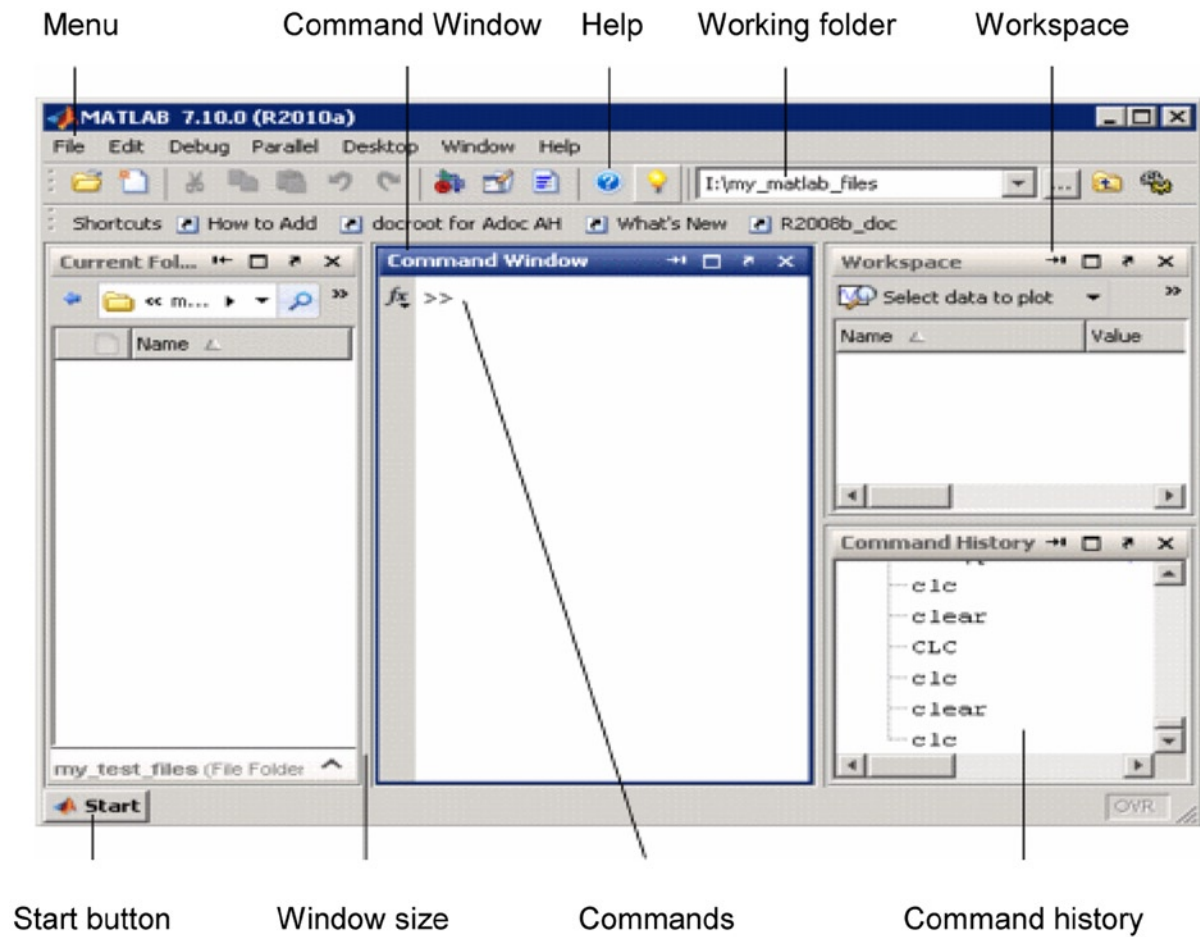 Menu Command Window Help Working folder Workspace
MATLAB 7.10.0 (R2010a)
File Edit Debug Parallel Desktop Window Help
I:\my_matlab_files ...
Shortcuts How to Add docroot for Adoc AH What's New R2008b_doc
Current Fol... Command Window Workspace
« m... » fx >> Select data to plot »
Name Name Value
Command History
clc
clear
CLC
clc
clear
clc
my_test_files (File Folder
Start OVR
Start button Window size Commands Command history